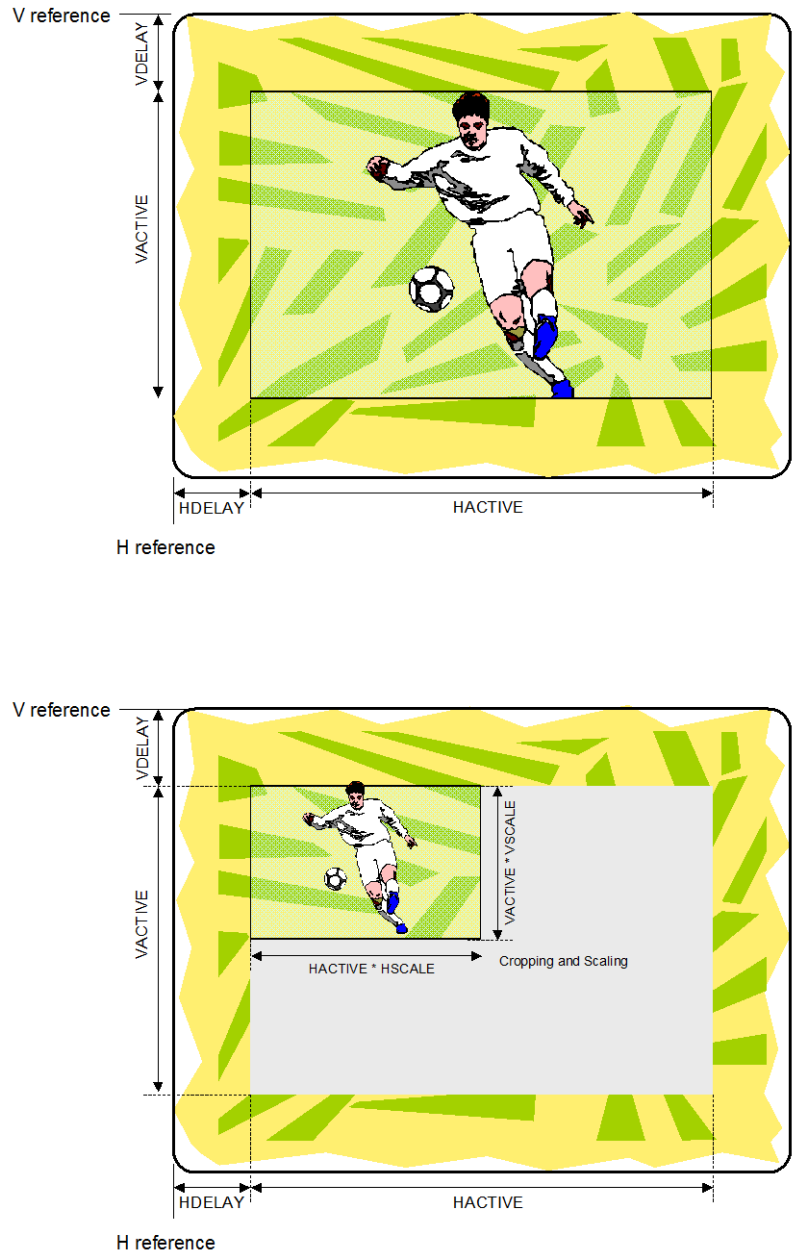 V reference
VDELAY
VACTIVE
HDELAY
HACTIVE
H reference
V reference
VDELAY
VACTIVE
VACTIVE * VSCALE
HACTIVE * HSCALE
Cropping and Scaling
HDELAY
HACTIVE
H reference